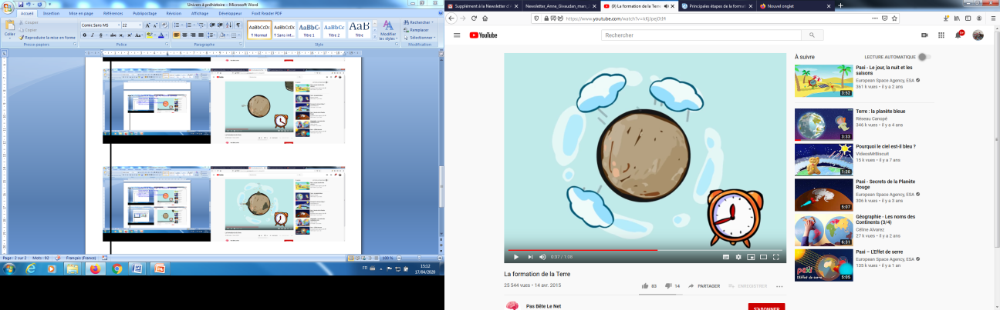 Univers à préhistoire - Microsoft Word
Accueil Insertion Mise en page Références Publipostage Révision Affichage Développeur Foxit Reader PDF
Coller
Couper
Copier
Reproduire la mise en forme
Presse-papiers
Comic Sans MS 22
Police
Paragraphe
AaBbCcDc AaBbCcDc AaBbC AaBbCc AaB
¶ Normal ¶ Sans int... Titre 1 Titre 2 Titre
Style
Modifier les styles
Rechercher
Remplacer
Sélectionner
Modification
Page : 2 sur 2 Mots : 92 Français (France) 100 %
FR 15:12
17/04/2020
Supplément à la Newsletter d' Newsletter_Anne_Givaudan_mars_ (9) La formation de la Terre Principales étapes de la forma Nouvel onglet
https://www.youtube.com/watch?v=
YouTube
Rechercher
9+
0:37 / 1:08
La formation de la Terre
25 544 vues • 14 avr. 2015
83 14 PARTAGER ENREGISTRER
Pas Bête Le Net
S'ABONNER
À suivre
LECTURE AUTOMATIQUE
Paxi - Le jour, la nuit et les saisons
European Space Agency, ESA
361 k vues • il y a 2 ans
3:52
Terre : la planète bleue
Réseau Canopé
346 k vues • il y a 4 ans
3:33
Pourquoi le ciel est-il bleu ?
VideosMrBiscuit
15 k vues • il y a 7 ans
1:20
Paxi - Secrets de la Planète Rouge
European Space Agency, ESA
306 k vues • il y a 3 ans
5:07
Géographie - Les noms des Continents (3/4)
Céline Alvarez
27 k vues • il y a 2 ans
6:31
Paxi – L'Effet de serre
European Space Agency, ESA
135 k vues • il y a 1 an
paxi
L'Effet de serre
5:05